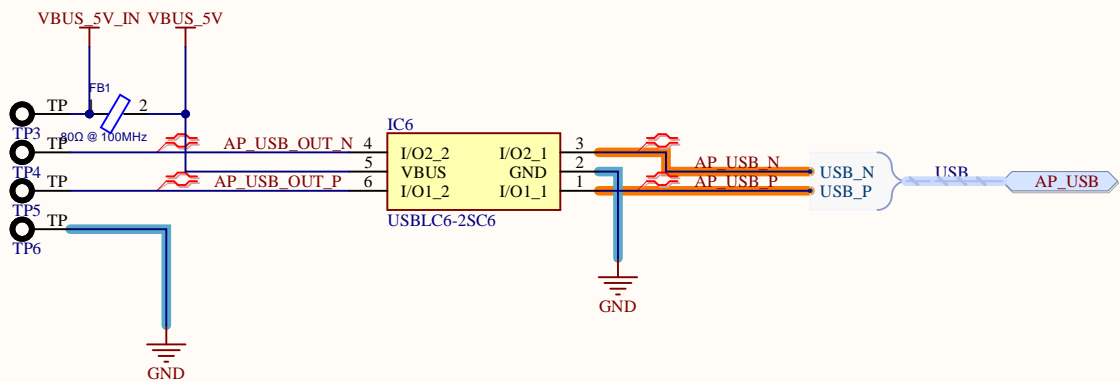 VBUS_5V_IN VBUS_5V
FB1
TP 1 2
TP3 80Ω @ 100MHz
IC6
TP AP_USB_OUT_N 4 I/O2_2 I/O2_1 3
TP4
5 VBUS GND 2 AP_USB_N USB_N USB AP_USB
TP AP_USB_OUT_P 6 I/O1_2 I/O1_1 1 AP_USB_P USB_P
TP5
TP USBLC6-2SC6
TP6
GND
GND